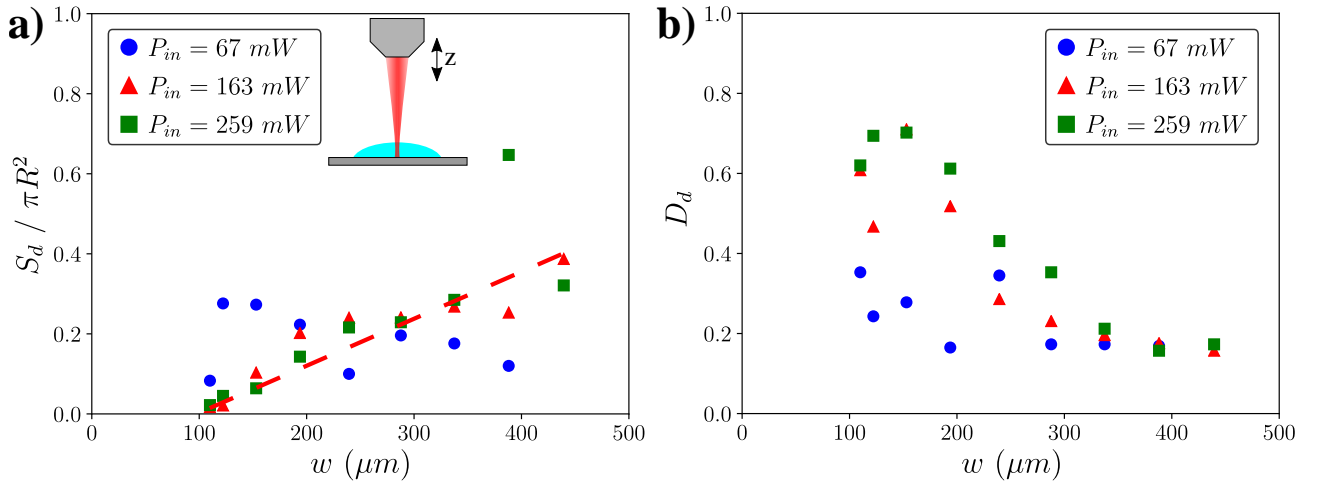 a)
P_in = 67 mW
P_in = 163 mW
P_in = 259 mW
z
1.0
0.8
0.6
0.4
0.2
0.0
S_d / πR²
0 100 200 300 400 500
w (μm)
b)
P_in = 67 mW
P_in = 163 mW
P_in = 259 mW
1.0
0.8
0.6
0.4
0.2
0.0
D_d
0 100 200 300 400 500
w (μm)